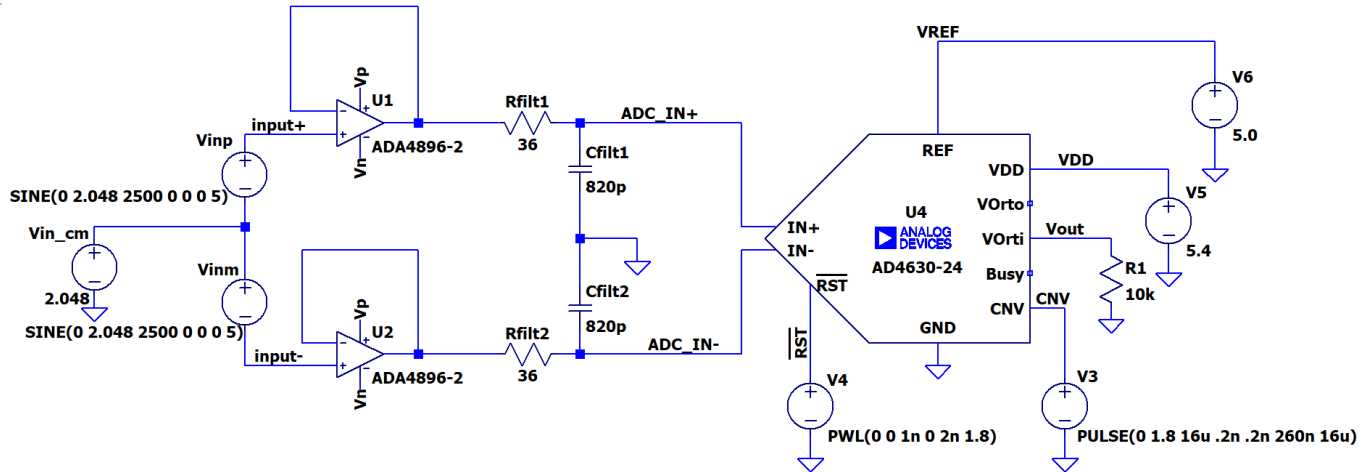 VREF
V6
5.0
Vp
U1
input+
Vinp
Vn
ADA4896-2
Rfilt1
36
ADC_IN+
Cfilt1
820p
REF
VDD
VDD
V5
5.4
SINE(0 2.048 2500 0 0 0 5)
Vin_cm
2.048
Vinm
SINE(0 2.048 2500 0 0 0 5)
input-
Vp
U2
Vn
ADA4896-2
Rfilt2
36
ADC_IN-
Cfilt2
820p
IN+
IN-
U4
ANALOG
DEVICES
AD4630-24
VOrto
VOrti
Vout
Busy
R1
10k
RST
CNV
CNV
GND
RST
V4
PWL(0 0 1n 0 2n 1.8)
V3
PULSE(0 1.8 16u .2n .2n 260n 16u)